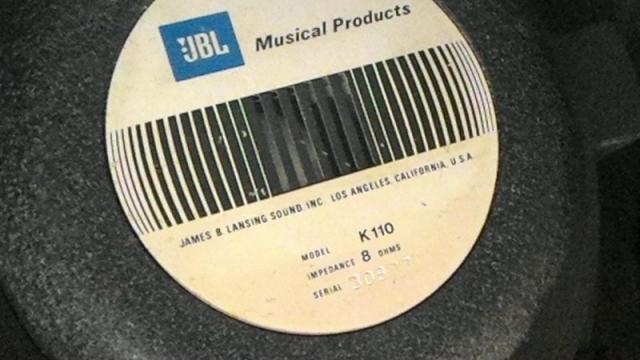 JBL
Musical Products
JAMES B. LANSING SOUND, INC. LOS ANGELES, CALIFORNIA, U.S.A.
MODEL K110
IMPEDANCE 8 OHMS
SERIAL